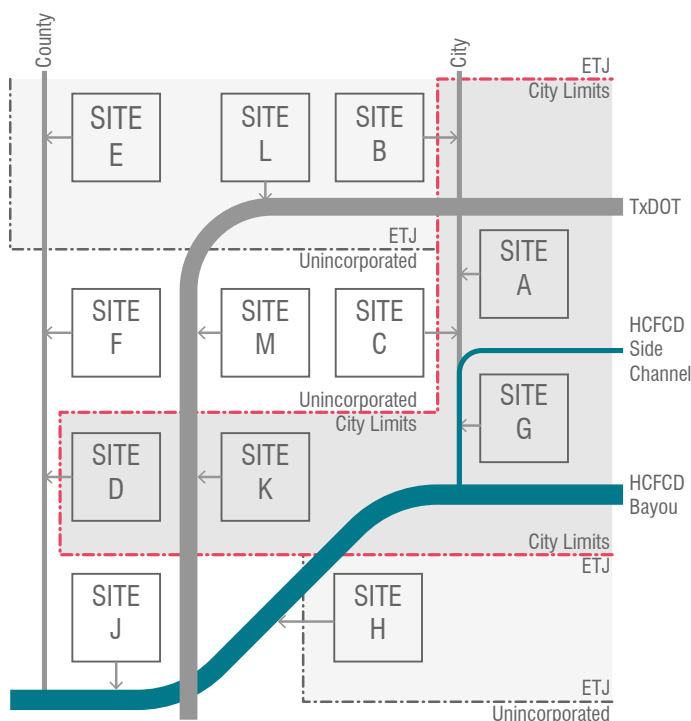 County
City
ETJ
City Limits
SITE
E
SITE
L
SITE
B
TxDOT
ETJ
Unincorporated
SITE
A
SITE
F
SITE
M
SITE
C
HCFCD
Side
Channel
Unincorporated
City Limits
SITE
G
SITE
D
SITE
K
HCFCD
Bayou
City Limits
ETJ
SITE
J
SITE
H
ETJ
Unincorporated